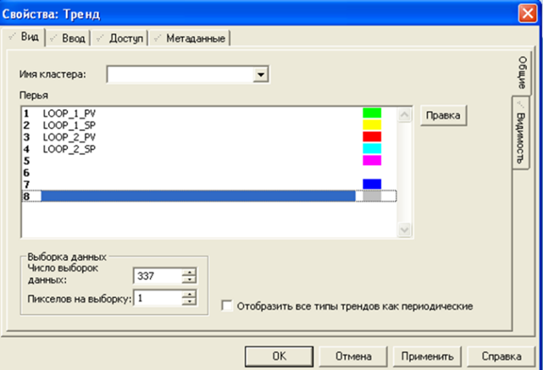 Свойства: Тренд
Вид Ввод Доступ Метаданные
Общие
Видимость
Имя кластера:
Перья
1 LOOP_1_PV
2 LOOP_1_SP
3 LOOP_2_PV
4 LOOP_2_SP
5
6
7
8
Правка
Выборка данных
Число выборок
данных: 337
Пикселов на выборку: 1
Отобразить все типы трендов как периодические
OK Отмена Применить Справка